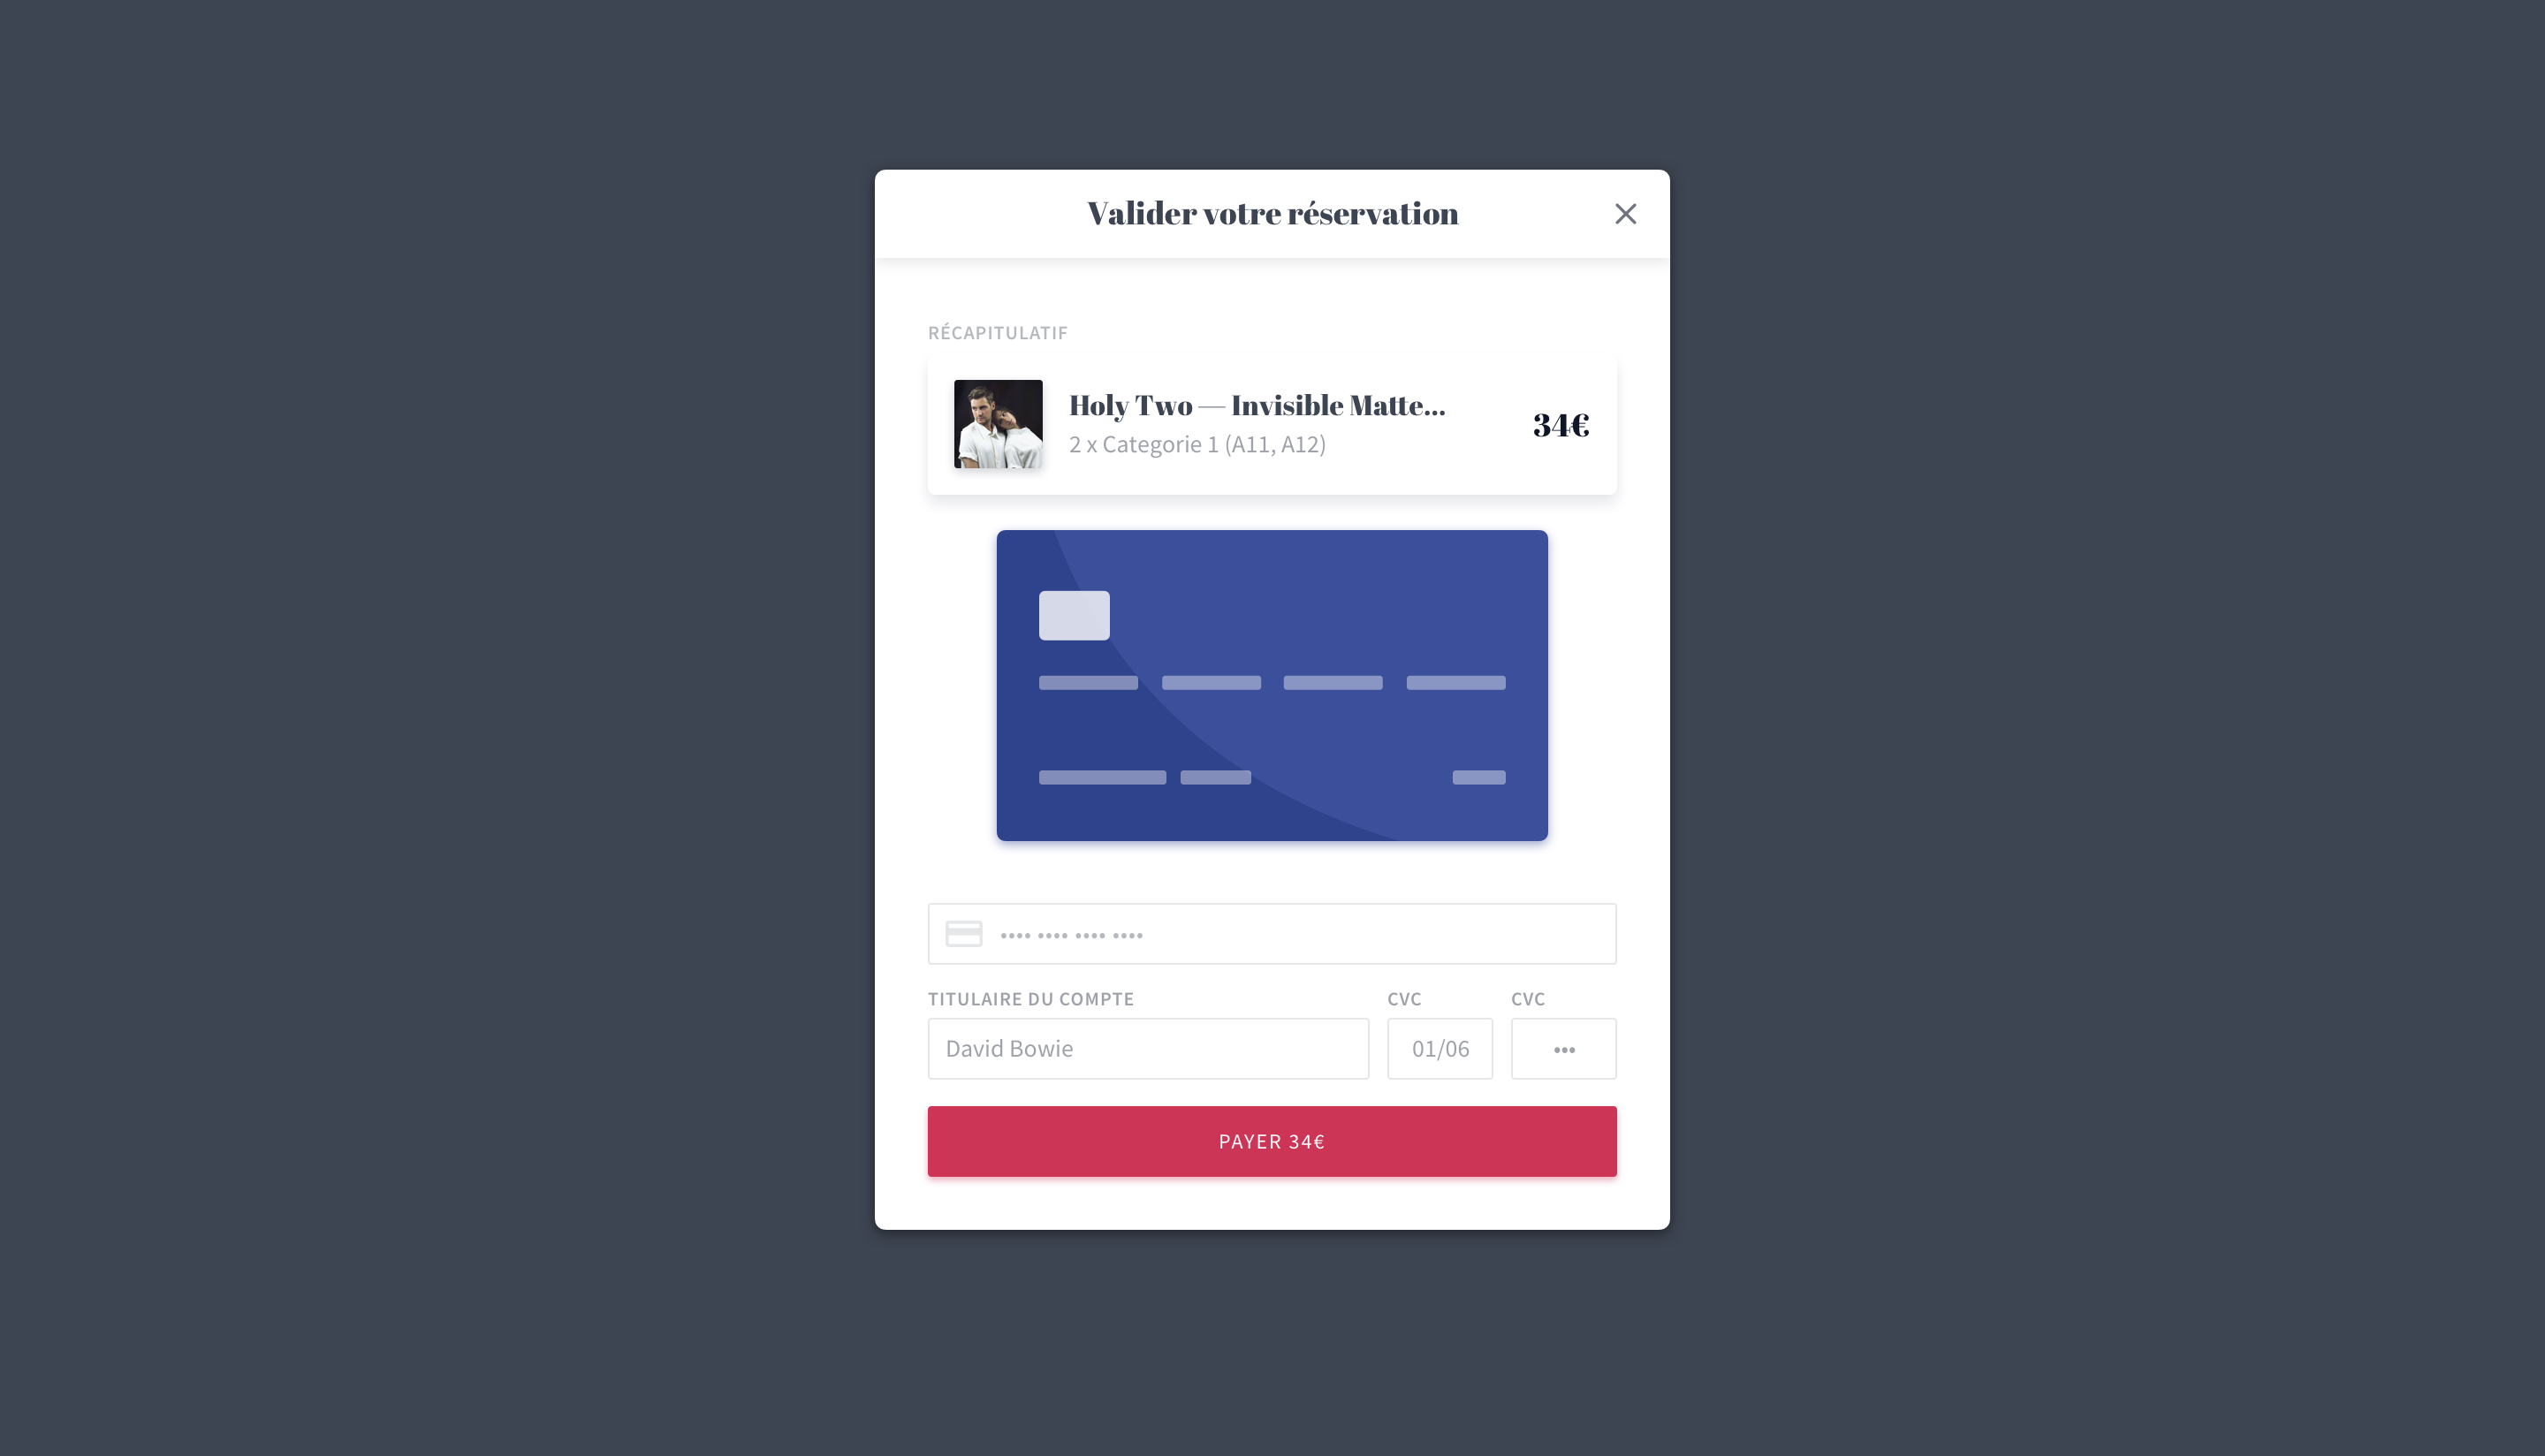 Valider votre réservation
RÉCAPITULATIF
Holy Two — Invisible Matte...
34€
2 x Categorie 1 (A11, A12)
•••• •••• •••• ••••
TITULAIRE DU COMPTE CVC CVC
David Bowie 01/06 •••
PAYER 34€